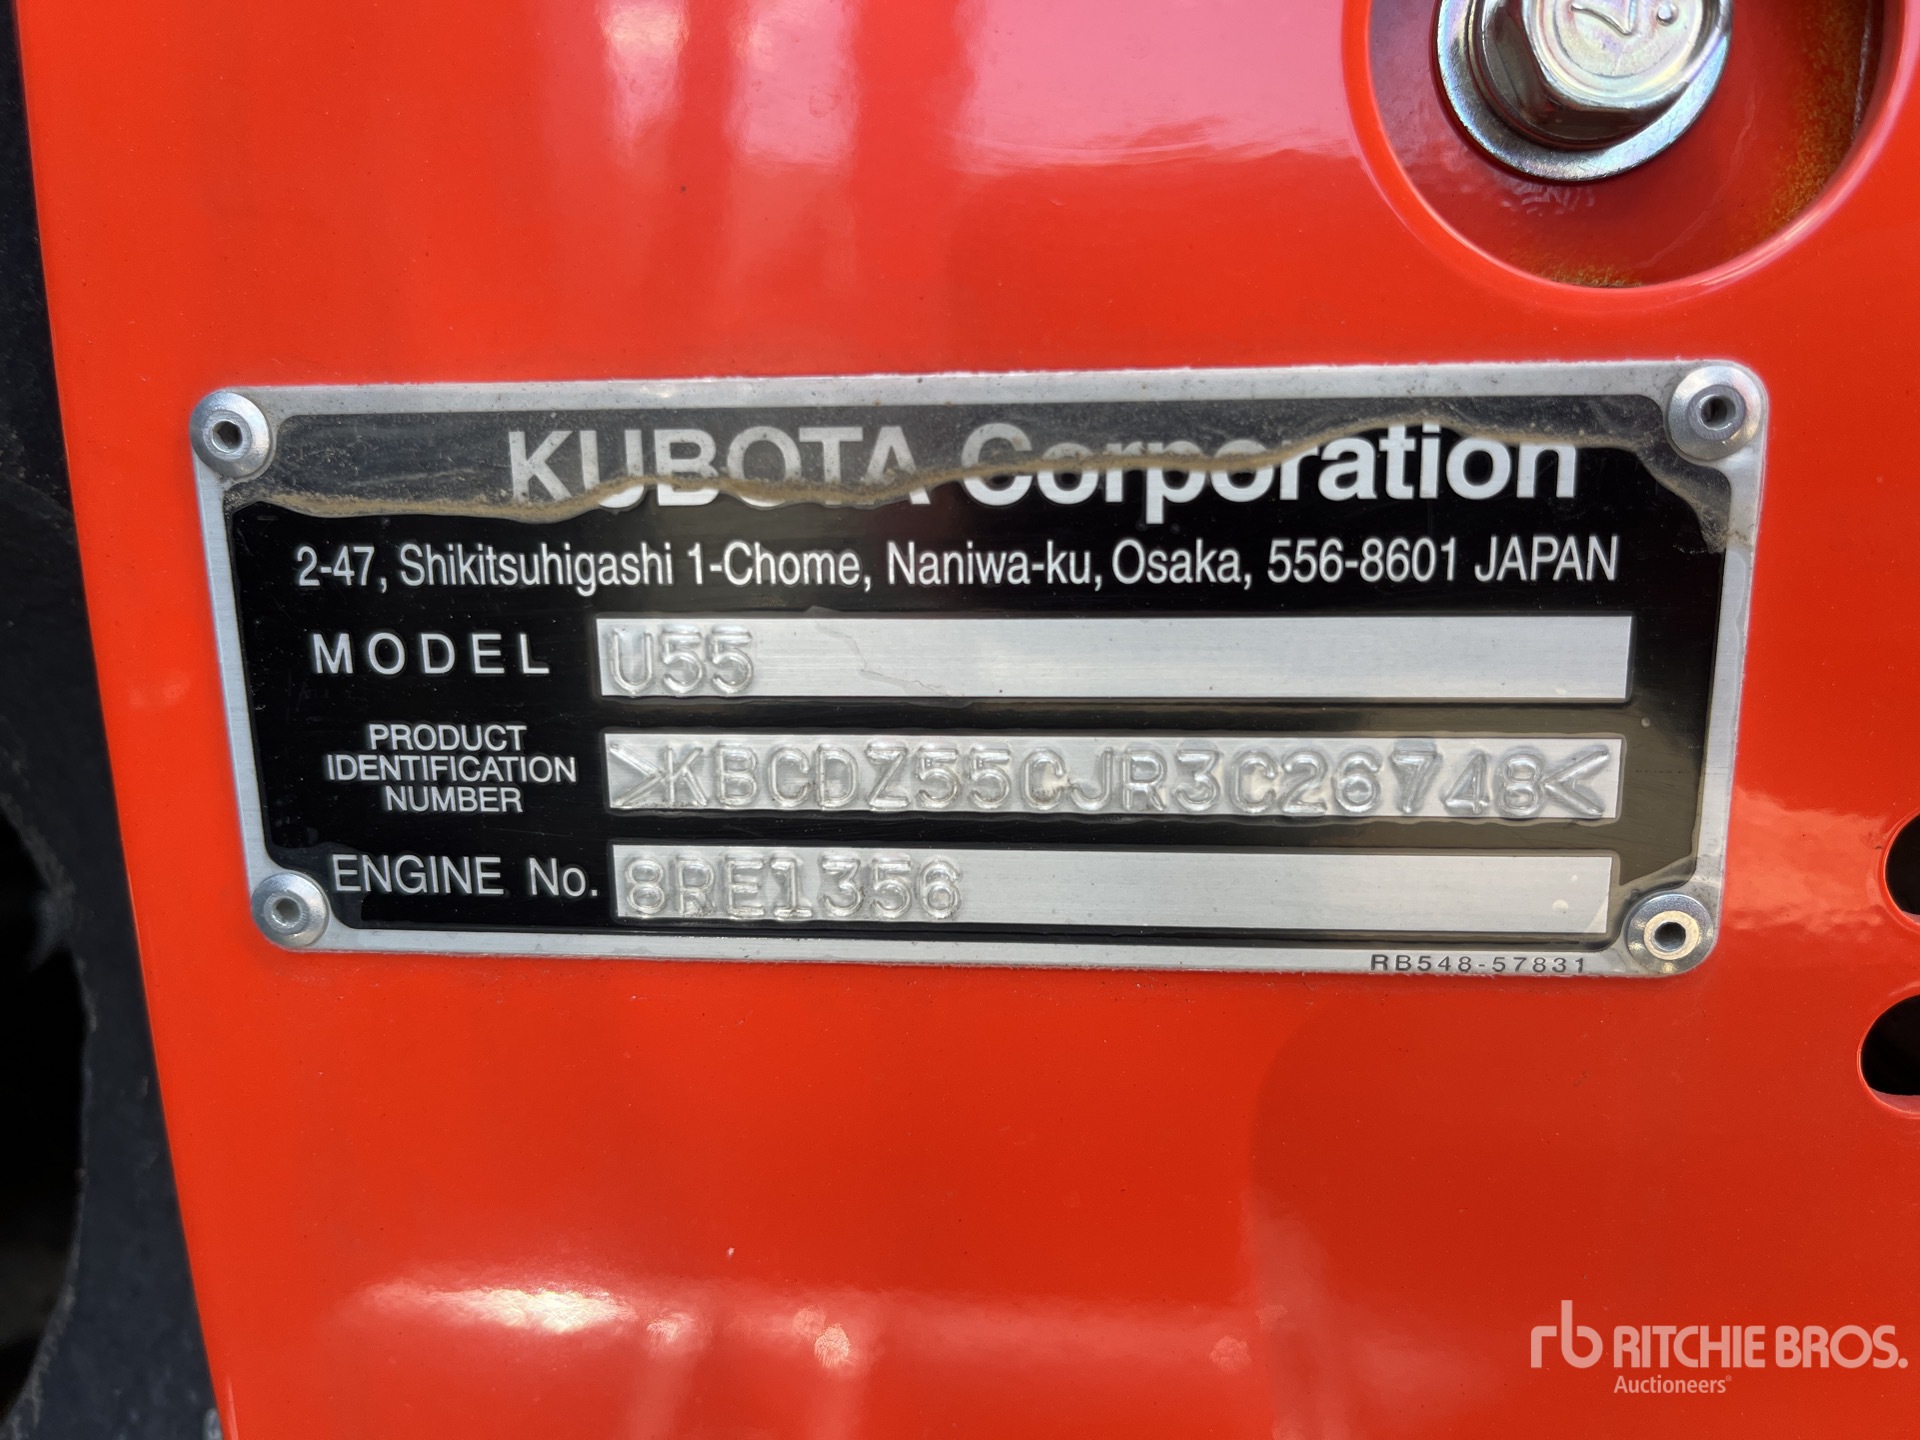 KUBOTA Corporation
2-47, Shikitsuhigashi 1-Chome, Naniwa-ku, Osaka, 556-8601 JAPAN
MODEL U55
PRODUCT IDENTIFICATION NUMBER >KBCDZ55CJR3C26748<
ENGINE No. 8RE1356
RB548-57831
rb RITCHIE BROS.
Auctioneers®